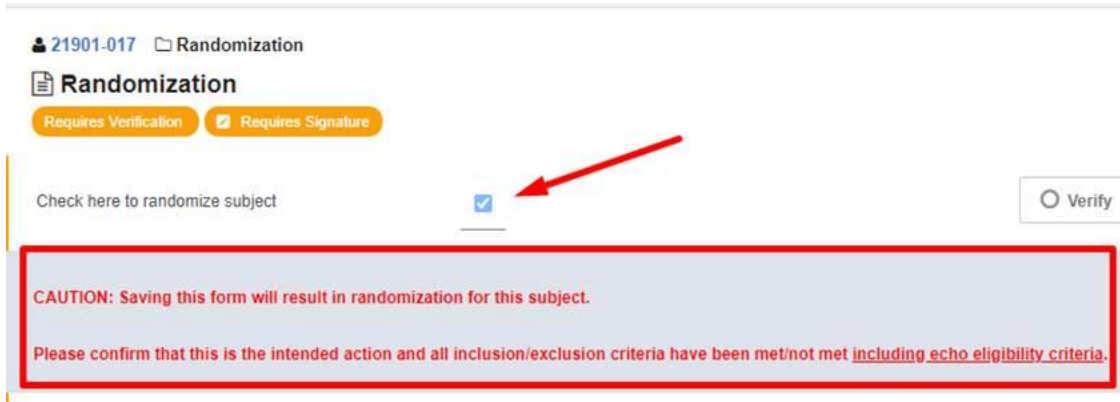 21901-017 Randomization
Randomization
Requires Verification Requires Signature
Check here to randomize subject Verify
CAUTION: Saving this form will result in randomization for this subject.
Please confirm that this is the intended action and all inclusion/exclusion criteria have been met/not met including echo eligibility criteria.